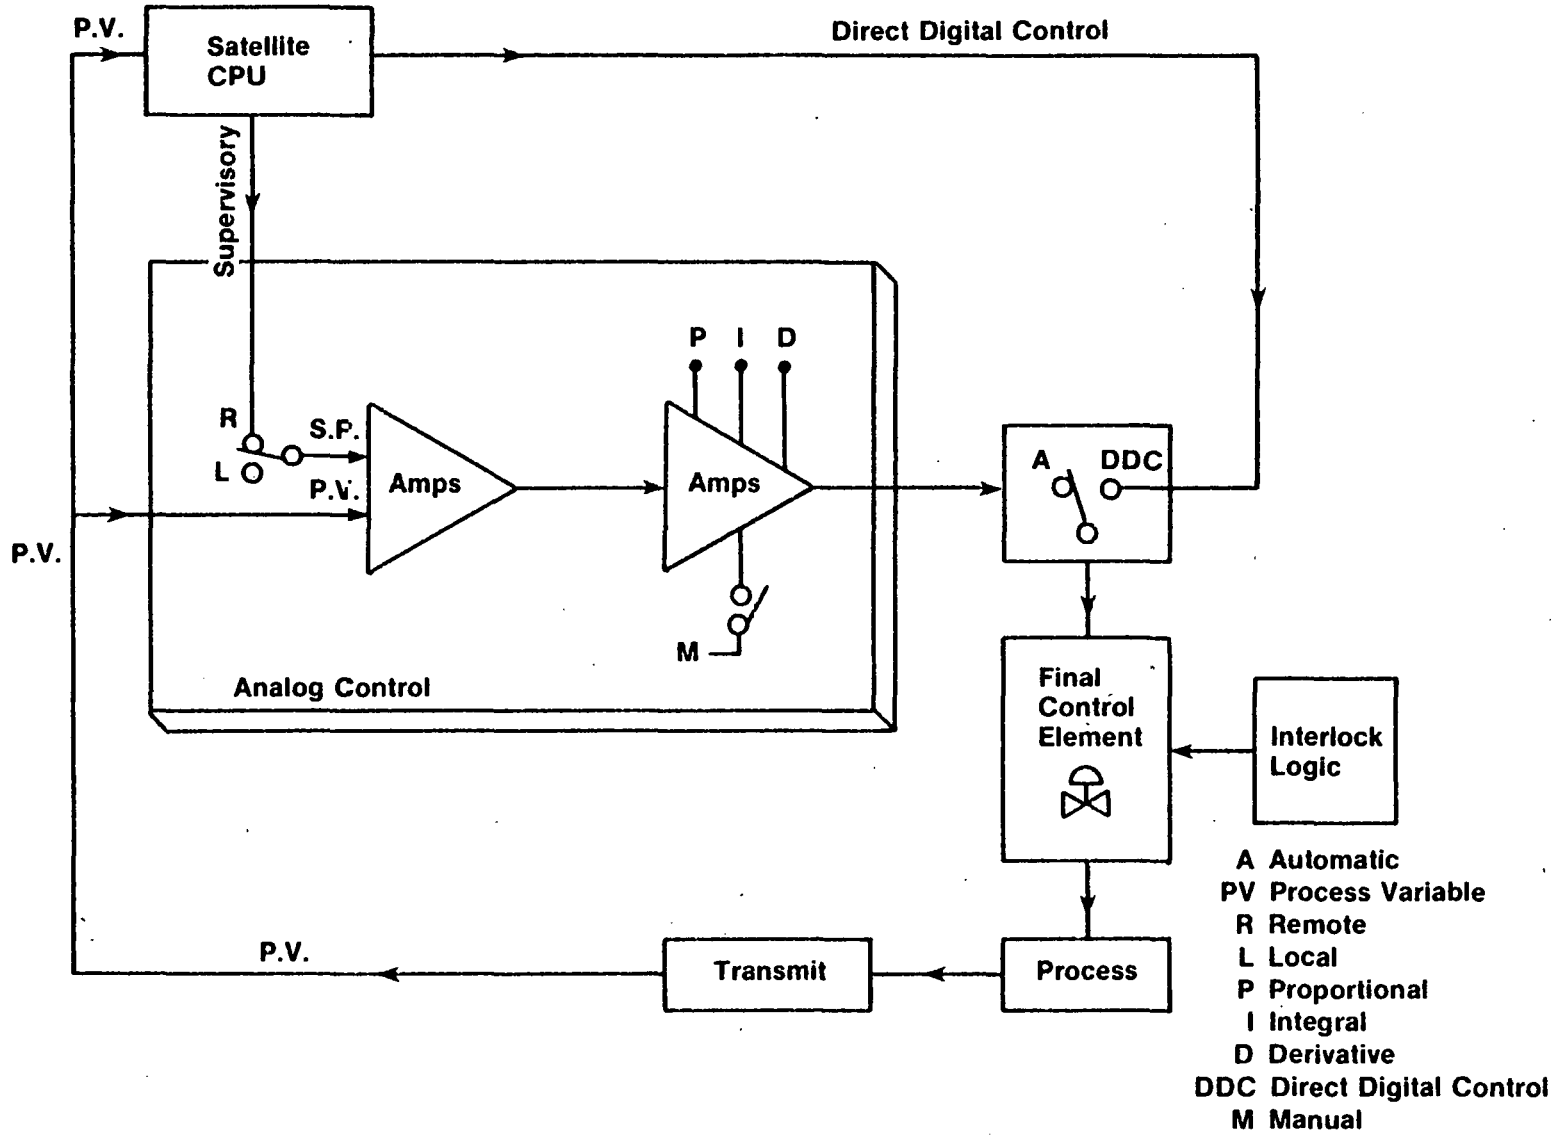 P.V.
Satellite
CPU
Direct Digital Control
Supervisory
P I D
R
S.P.
L
P.V.
Amps
Amps
A DDC
P.V.
M
Analog Control
Final
Control
Element
Interlock
Logic
A Automatic
PV Process Variable
R Remote
L Local
P Proportional
I Integral
D Derivative
DDC Direct Digital Control
M Manual
P.V.
Transmit
Process